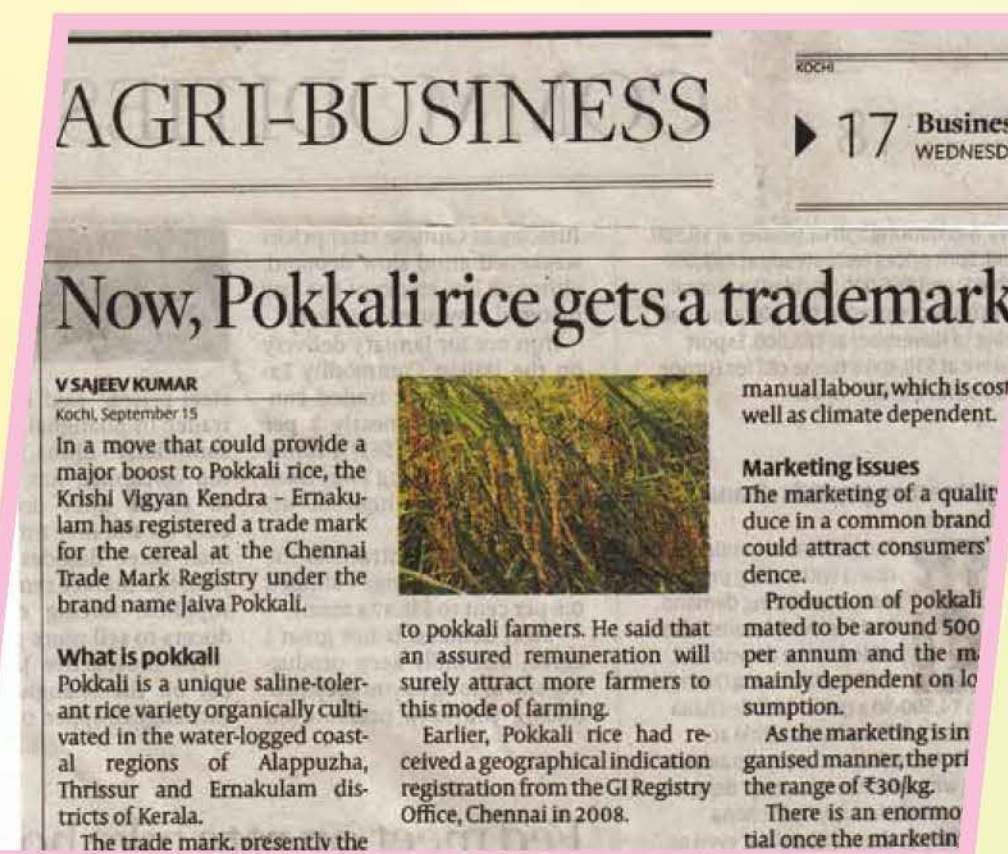 AGRI-BUSINESS
KOCHI
17
WEDNESD
Now, Pokkali rice gets a trademark
V SAJEEV KUMAR
Kochi, September 15
In a move that could provide a
major boost to Pokkali rice, the
Krishi Vigyan Kendra – Ernaku-
lam has registered a trade mark
for the cereal at the Chennai
Trade Mark Registry under the
brand name Jaiva Pokkali.
What is pokkali
Pokkali is a unique saline-toler-
ant rice variety organically culti-
vated in the water-logged coast-
al regions of Alappuzha,
Thrissur and Ernakulam dis-
tricts of Kerala.
The trade mark, presently the
to pokkali farmers. He said that
an assured remuneration will
surely attract more farmers to
this mode of farming.
Earlier, Pokkali rice had re-
ceived a geographical indication
registration from the GI Registry
Office, Chennai in 2008.
manual labour, which is cost
well as climate dependent.
Marketing issues
The marketing of a qualit
duce in a common brand
could attract consumers'
dence.
Production of pokkali
mated to be around 500
per annum and the m
mainly dependent on lo
sumption.
As the marketing is in
ganised manner, the pri
the range of ₹30/kg.
There is an enormo
tial once the marketin